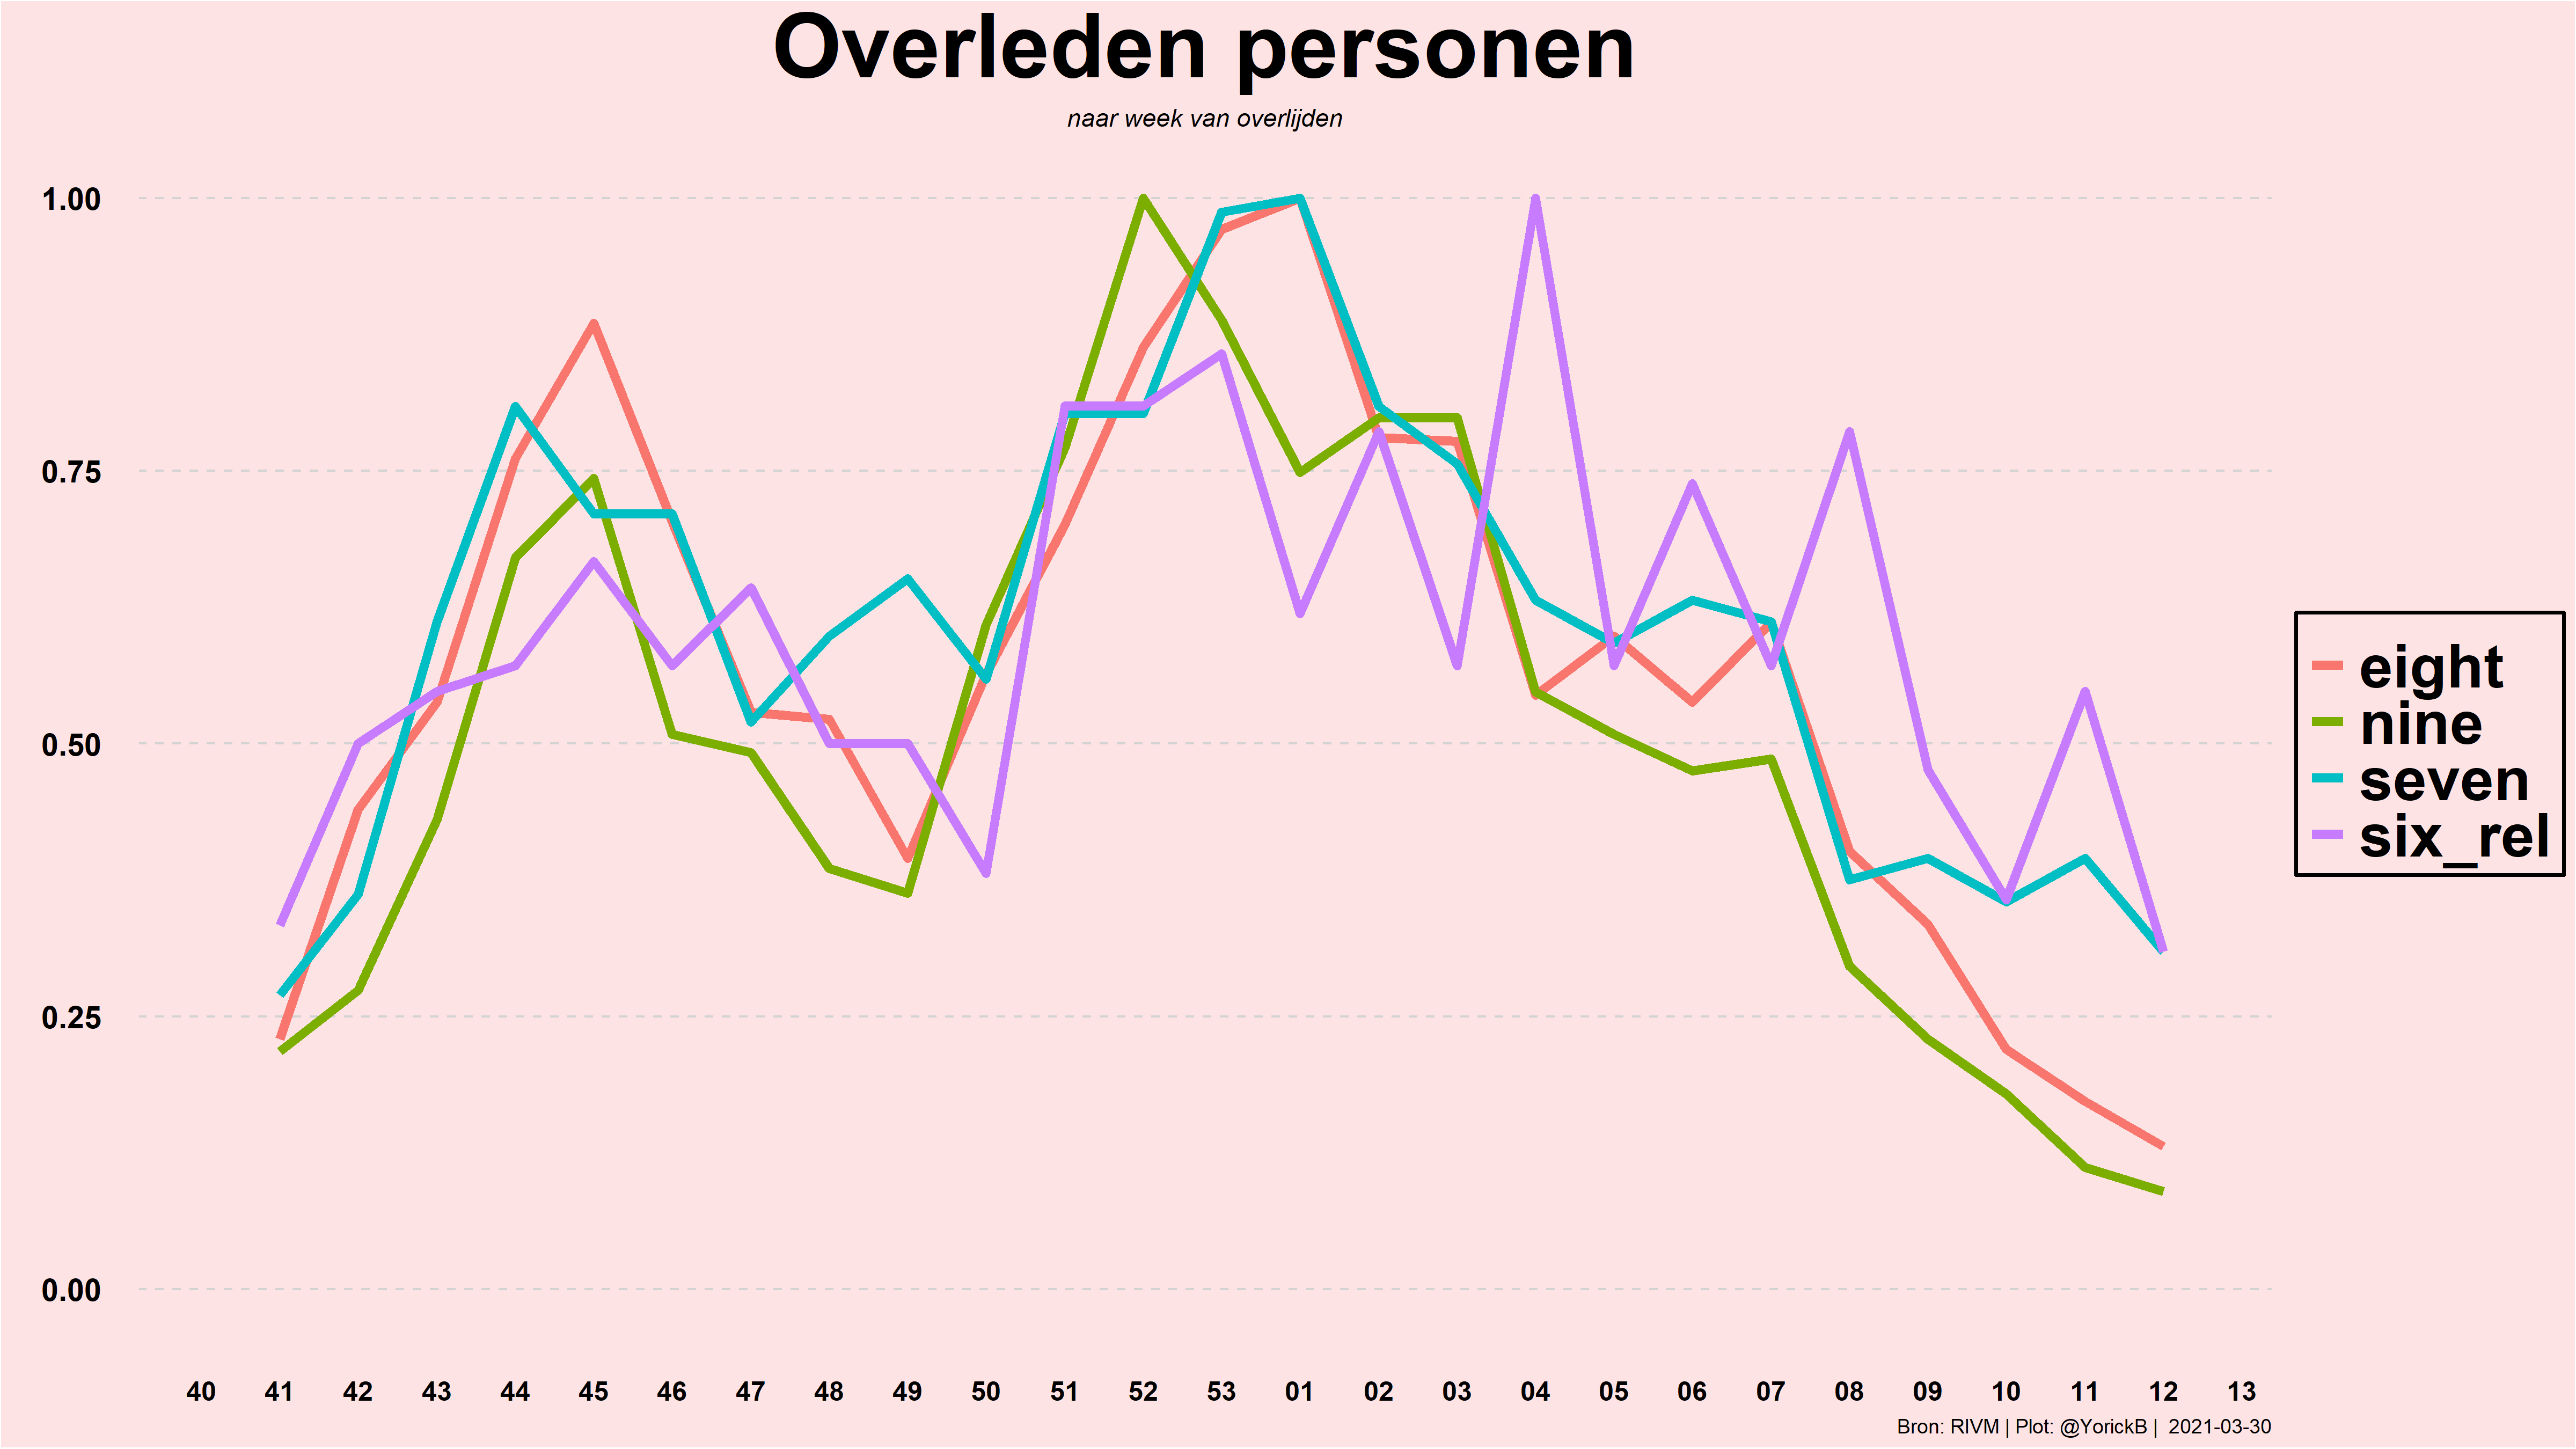 Overleden personen
naar week van overlijden
1.00
0.75
0.50
0.25
0.00
eight
nine
seven
six_rel
40 41 42 43 44 45 46 47 48 49 50 51 52 53 01 02 03 04 05 06 07 08 09 10 11 12 13
Bron: RIVM | Plot: @YorickB | 2021-03-30